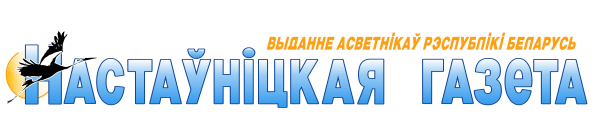 ВЫДАННЕ АСВЕТНІКАЎ РЭСПУБЛІКІ БЕЛАРУСЬ
НАСТАЎНІЦКАЯ ГАЗЕТА